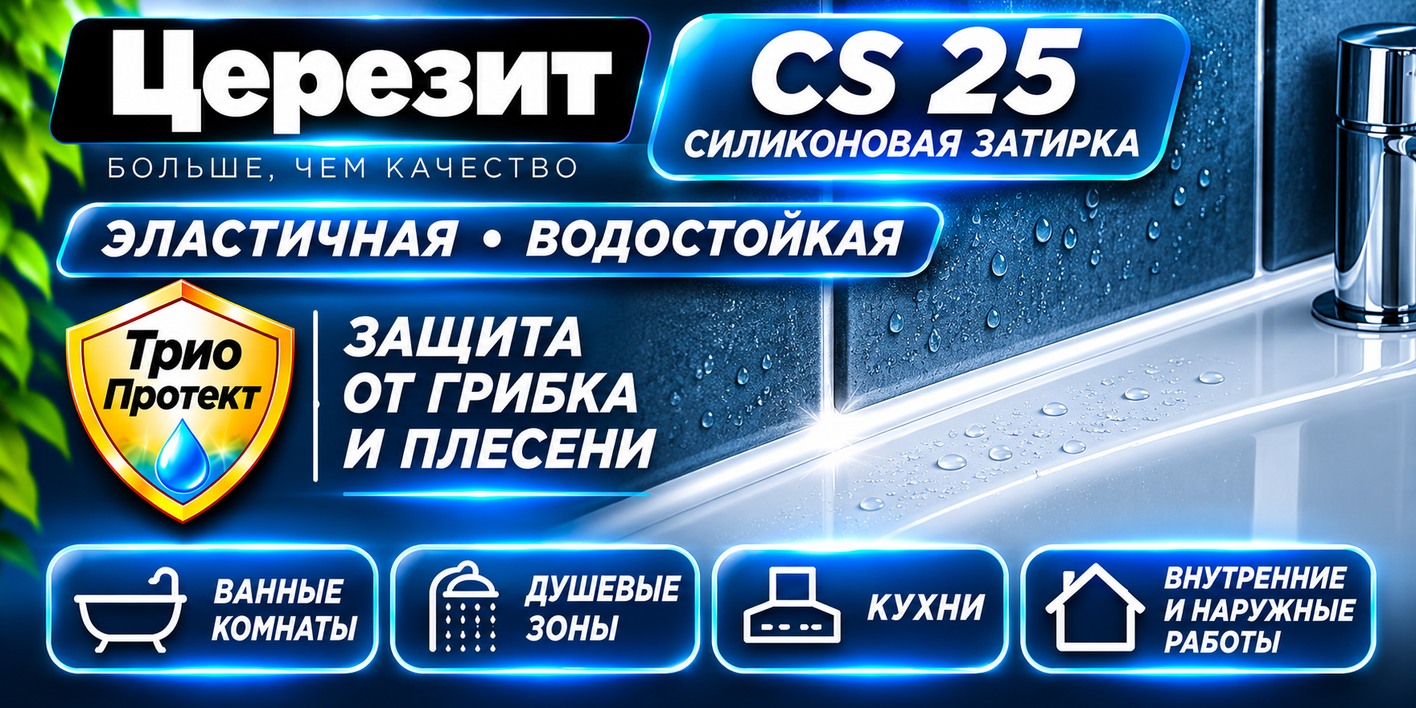 Церезит
БОЛЬШЕ, ЧЕМ КАЧЕСТВО
CS 25
СИЛИКОНОВАЯ ЗАТИРКА
ЭЛАСТИЧНАЯ • ВОДОСТОЙКАЯ
Трио
Протект
ЗАЩИТА
ОТ ГРИБКА
И ПЛЕСЕНИ
ВАННЫЕ
КОМНАТЫ
ДУШЕВЫЕ
ЗОНЫ
КУХНИ
ВНУТРЕННИЕ
И НАРУЖНЫЕ
РАБОТЫ